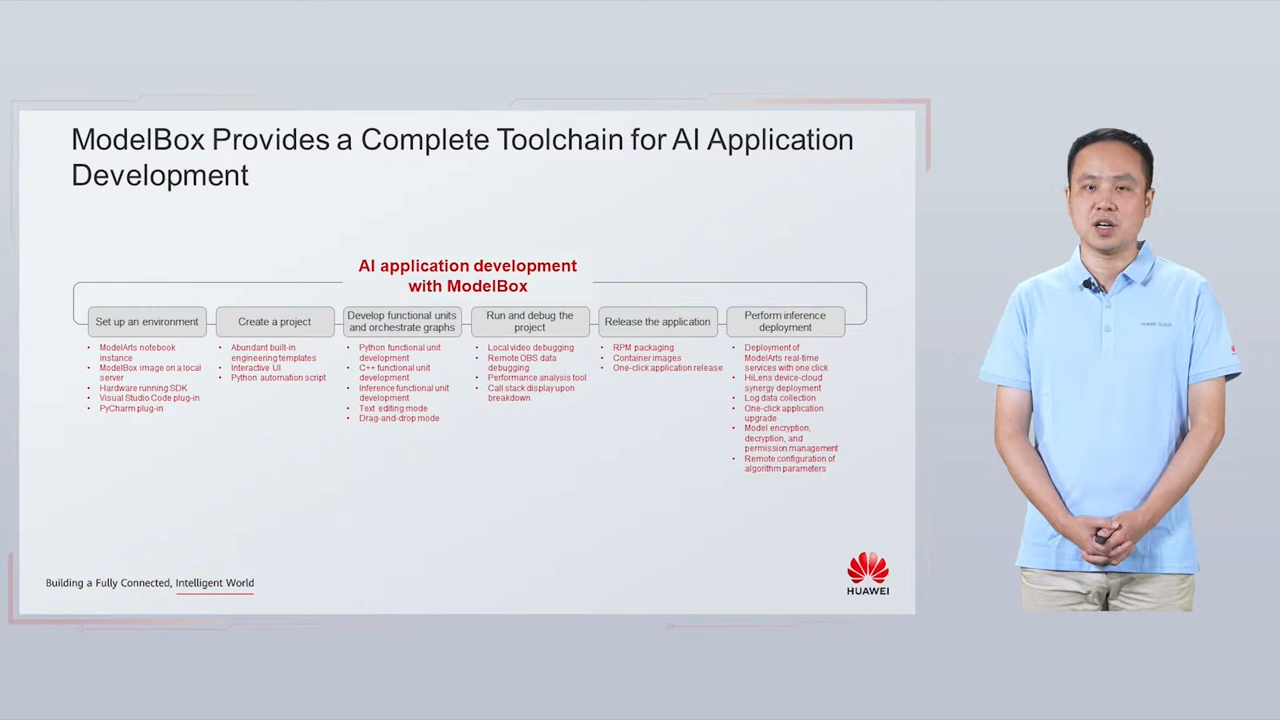 ModelBox Provides a Complete Toolchain for AI Application
Development
AI application development
with ModelBox
Set up an environment
ModelArts notebook
instance
ModelBox image on a local
server
Hardware running SDK
Visual Studio Code plug-in
PyCharm plug-in
Create a project
Abundant built-in
engineering templates
Interactive UI
Python automation script
Develop functional units
and orchestrate graphs
Python functional unit
development
C++ functional unit
development
Inference functional unit
development
Text editing mode
Drag-and-drop mode
Run and debug the
project
Local video debugging
Remote OBS data
debugging
Performance analysis tool
Call stack display upon
breakdown
Release the application
RPM packaging
Container images
One-click application release
Perform inference
deployment
Deployment of
ModelArts real-time
services with one click
HiLens device-cloud
synergy deployment
Log data collection
One-click application
upgrade
Model encryption,
decryption, and
permission management
Remote configuration of
algorithm parameters
Building a Fully Connected, Intelligent World
HUAWEI
HUAWEI CLOUD